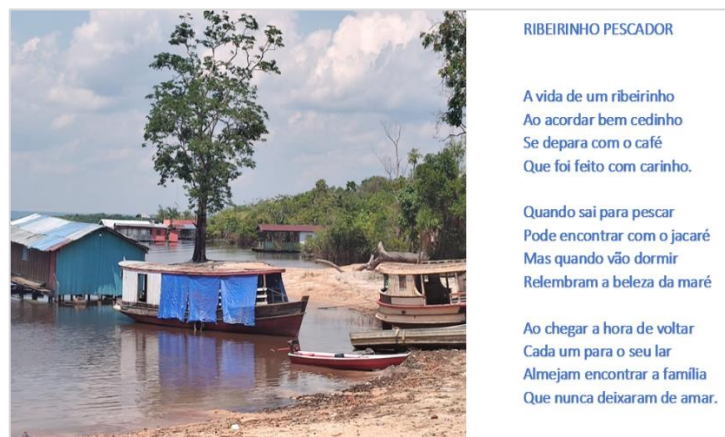 RIBEIRINHO PESCADOR
A vida de um ribeirinho
Ao acordar bem cedinho
Se depara com o café
Que foi feito com carinho.
Quando sai para pescar
Pode encontrar com o jacaré
Mas quando vão dormir
Relembram a beleza da maré
Ao chegar a hora de voltar
Cada um para o seu lar
Almejam encontrar a família
Que nunca deixaram de amar.